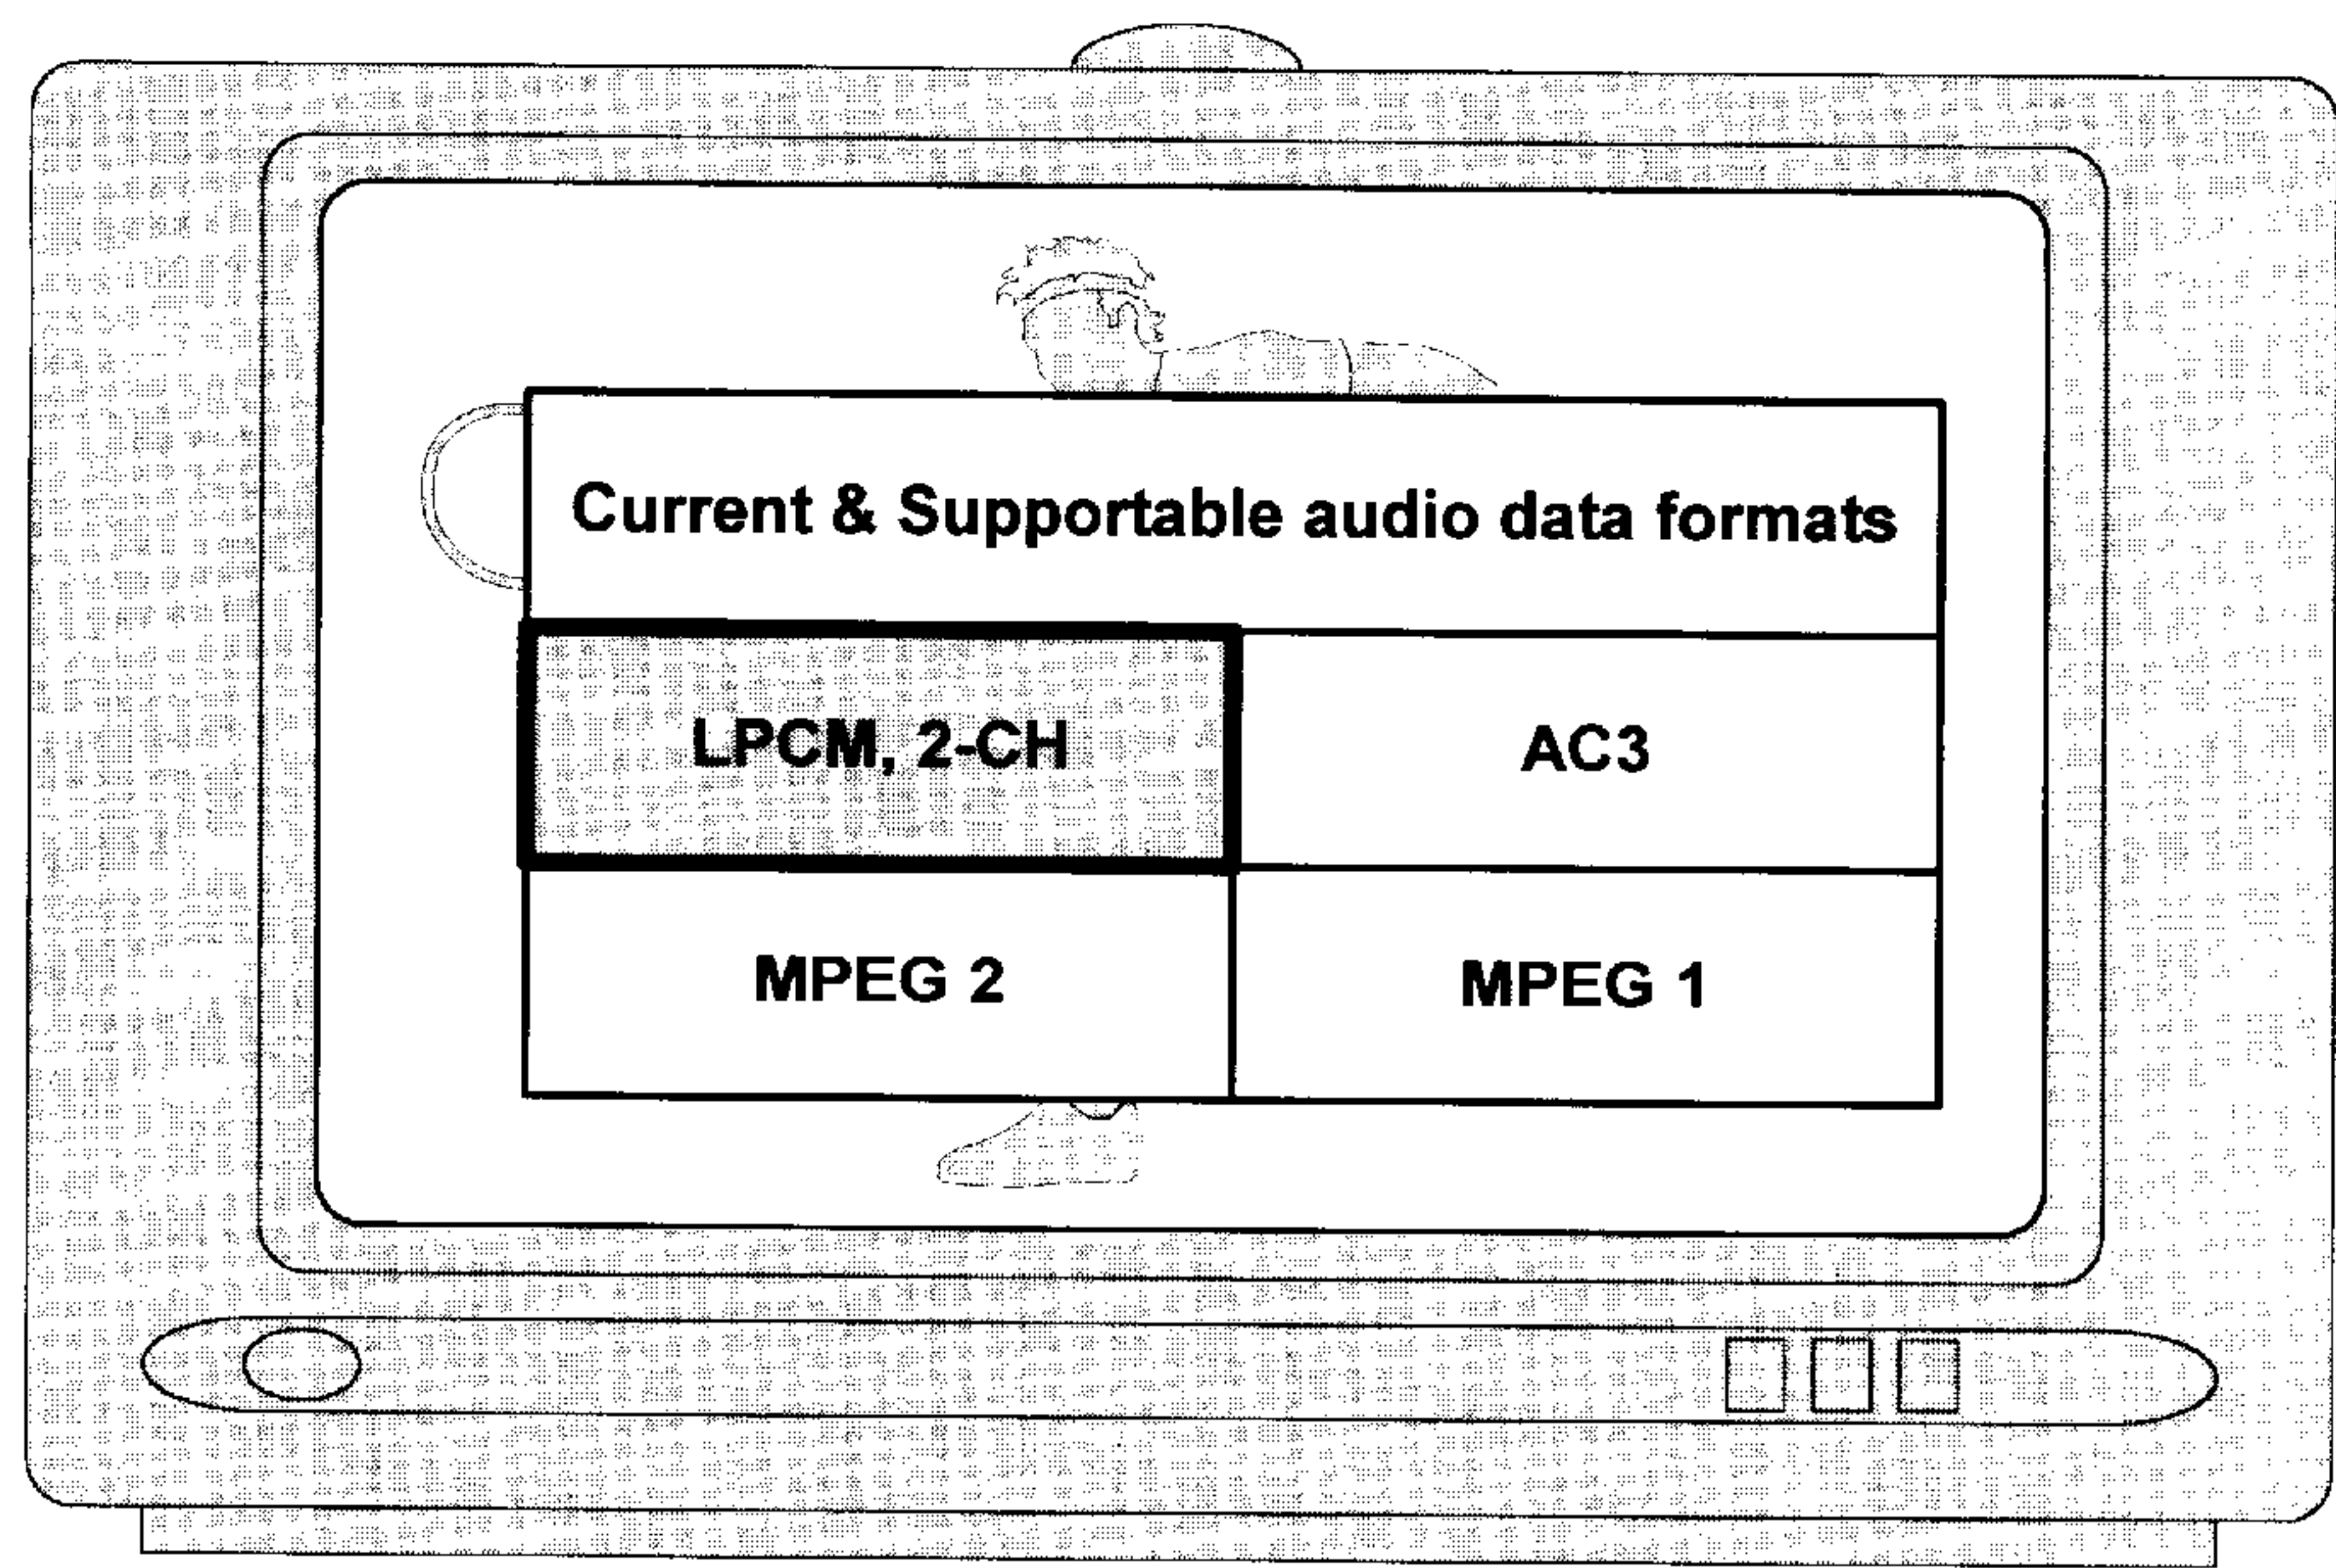 Current & Supportable audio data formats
LPCM, 2-CH
AC3
MPEG 2
MPEG 1